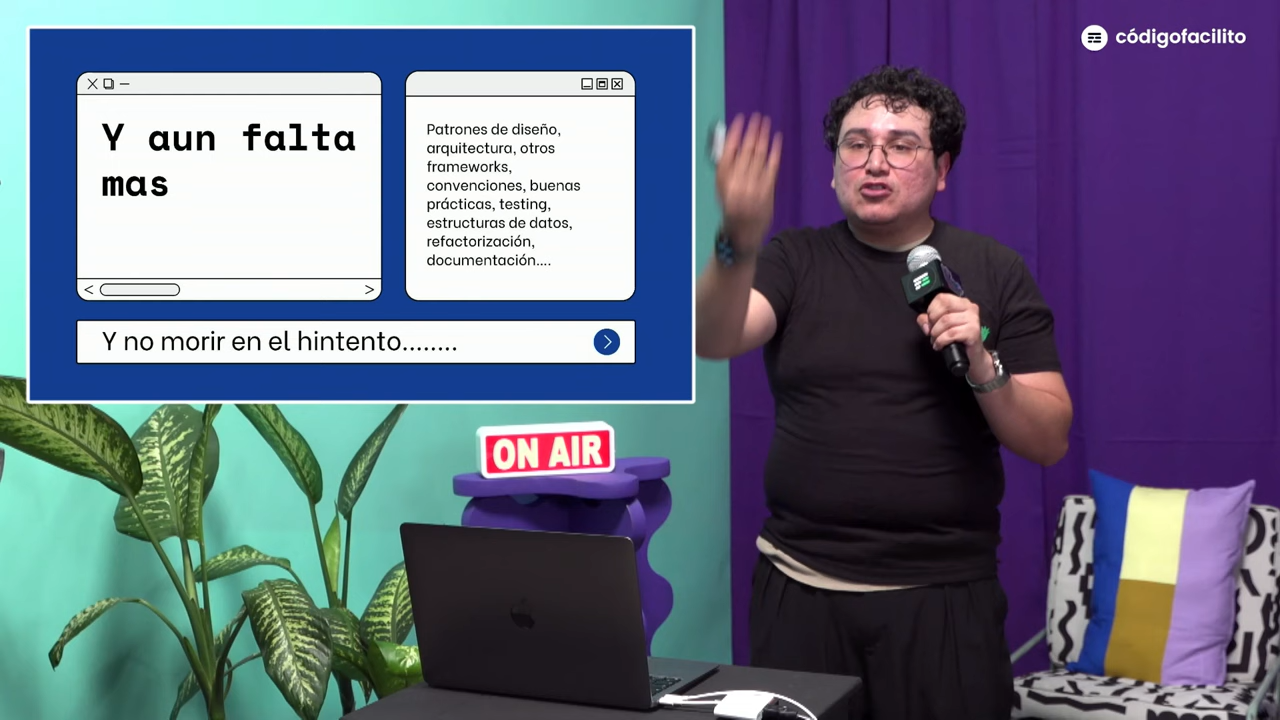 Y aun falta
mas
Patrones de diseño,
arquitectura, otros
frameworks,
convenciones, buenas
prácticas, testing,
estructuras de datos,
refactorización,
documentación....
Y no morir en el hintento........
códigofacilito
ON AIR